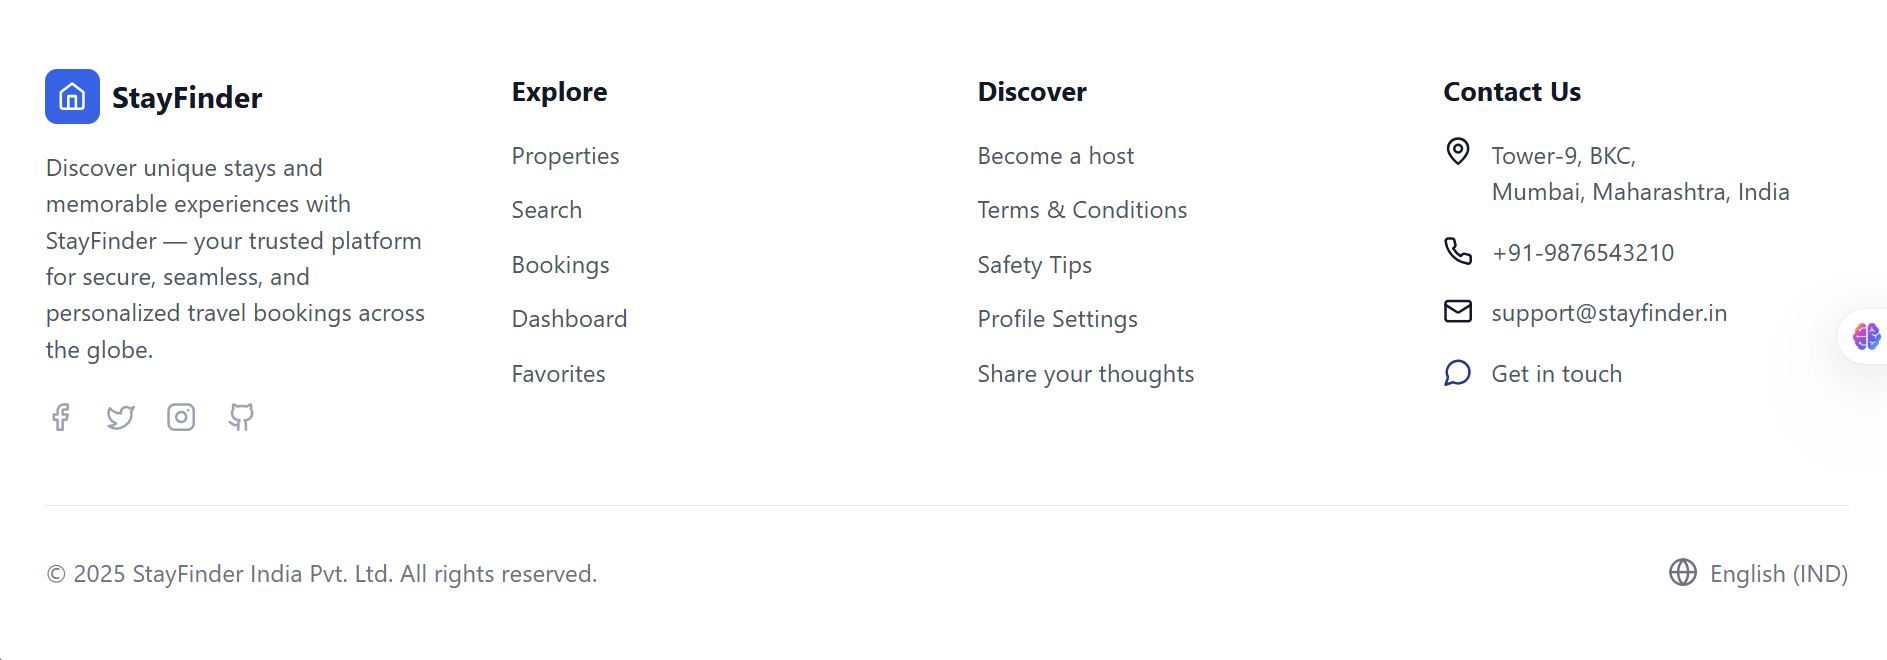 StayFinder
Discover unique stays and
memorable experiences with
StayFinder — your trusted platform
for secure, seamless, and
personalized travel bookings across
the globe.
Explore
Properties
Search
Bookings
Dashboard
Favorites
Discover
Become a host
Terms & Conditions
Safety Tips
Profile Settings
Share your thoughts
Contact Us
Tower-9, BKC,
Mumbai, Maharashtra, India
+91-9876543210
support@stayfinder.in
Get in touch
© 2025 StayFinder India Pvt. Ltd. All rights reserved.
English (IND)